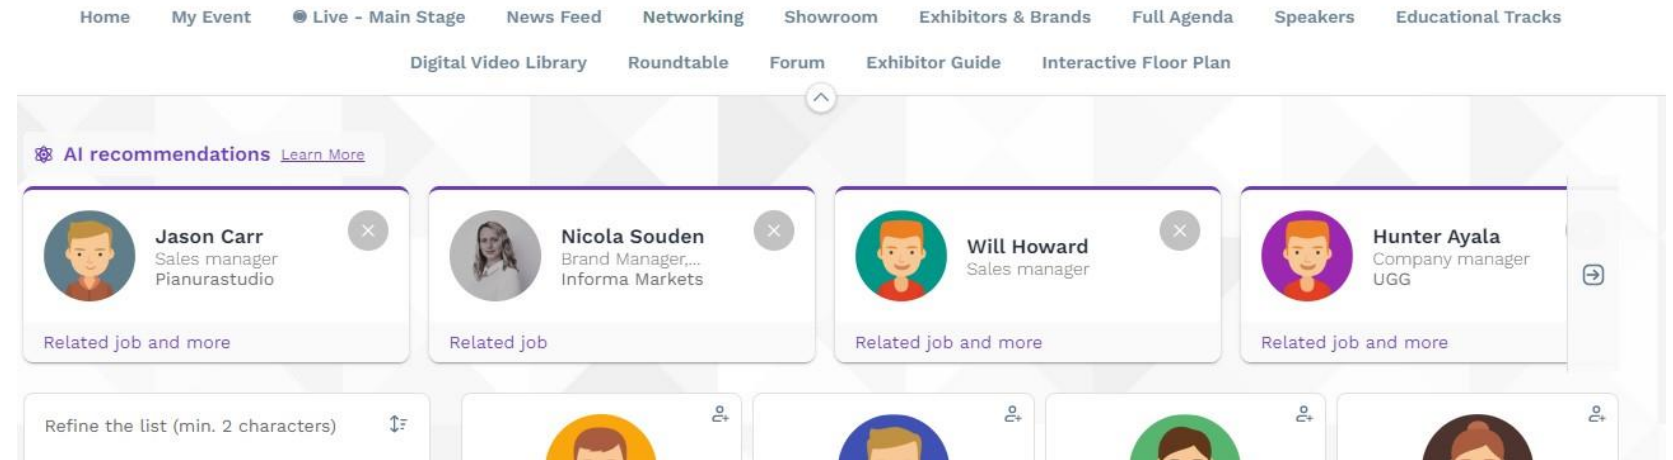 Home My Event Live - Main Stage News Feed Networking Showroom Exhibitors & Brands Full Agenda Speakers Educational Tracks
Digital Video Library Roundtable Forum Exhibitor Guide Interactive Floor Plan
AI recommendations Learn More
Jason Carr
Sales manager
Pianurastudio
Related job and more
Nicola Souden
Brand Manager,...
Informa Markets
Related job
Will Howard
Sales manager
Related job and more
Hunter Ayala
Company manager
UGG
Related job and more
Refine the list (min. 2 characters)